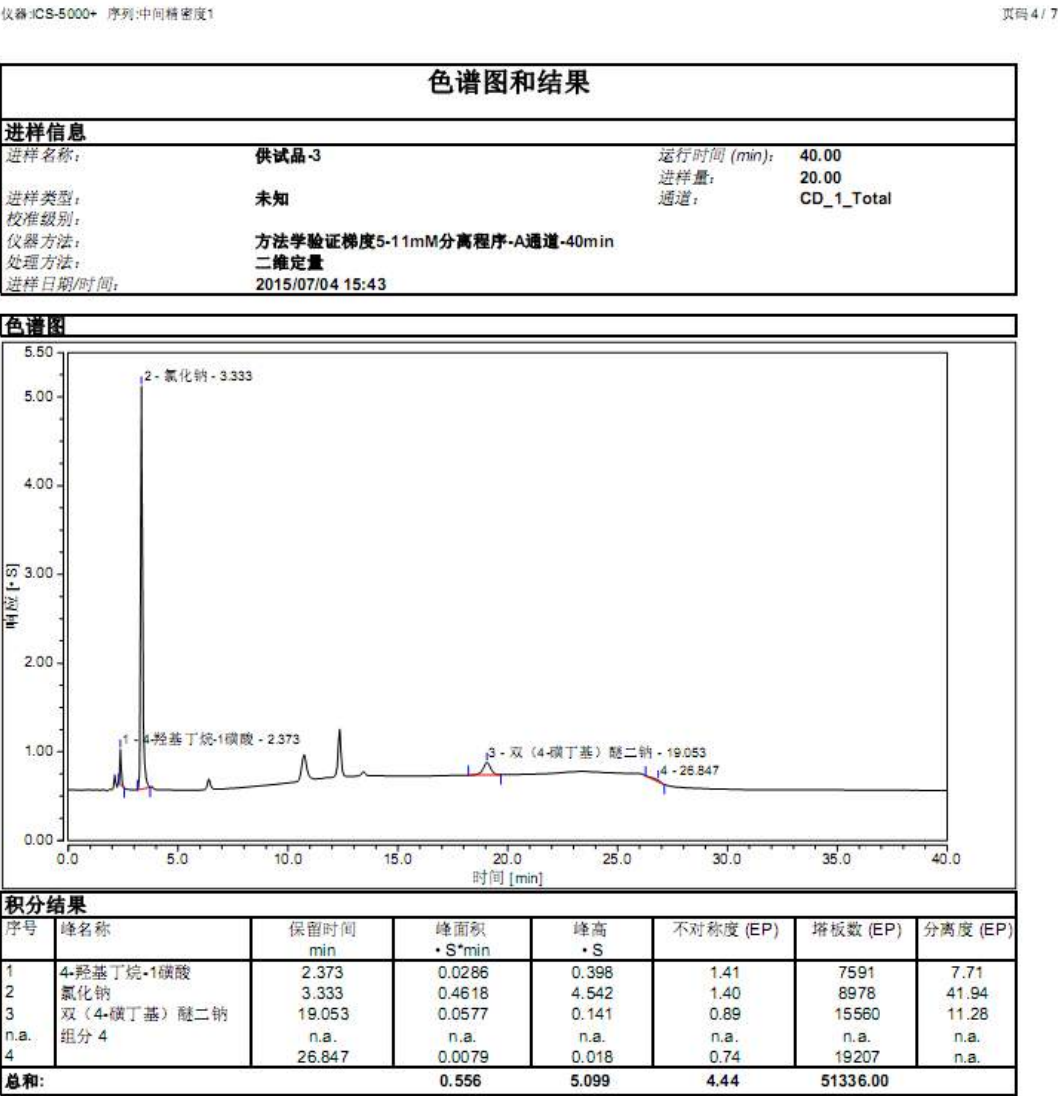 仪器:ICS-5000+ 序列:中间精密度1
页码 4 / 7
色谱图和结果
进样信息
进样名称: 供试品-3 运行时间 (min): 40.00
进样量: 20.00
进样类型: 未知 通道: CD_1_Total
校准级别:
仪器方法: 方法学验证梯度5-11mM分离程序-A通道-40min
处理方法: 二维定量
进样日期/时间: 2015/07/04 15:43
色谱图
5.50
2 - 氯化钠 - 3.333
5.00
4.00
3.00
响应 [• S]
2.00
1.00
1 - 4-羟基丁烷-1磺酸 - 2.373
3 - 双（4-磺丁基）醚二钠 - 19.053
4 - 26.847
0.00
0.0 5.0 10.0 15.0 20.0 25.0 30.0 35.0 40.0
时间 [min]
积分结果
序号 峰名称 保留时间 峰面积 峰高 不对称度 (EP) 塔板数 (EP) 分离度 (EP)
min • S*min • S
1 4-羟基丁烷-1磺酸 2.373 0.0286 0.398 1.41 7591 7.71
2 氯化钠 3.333 0.4618 4.542 1.40 8978 41.94
3 双（4-磺丁基）醚二钠 19.053 0.0577 0.141 0.89 15560 11.28
n.a. 组分 4 n.a. n.a. n.a. n.a. n.a. n.a.
4 26.847 0.0079 0.018 0.74 19207 n.a.
总和: 0.556 5.099 4.44 51336.00